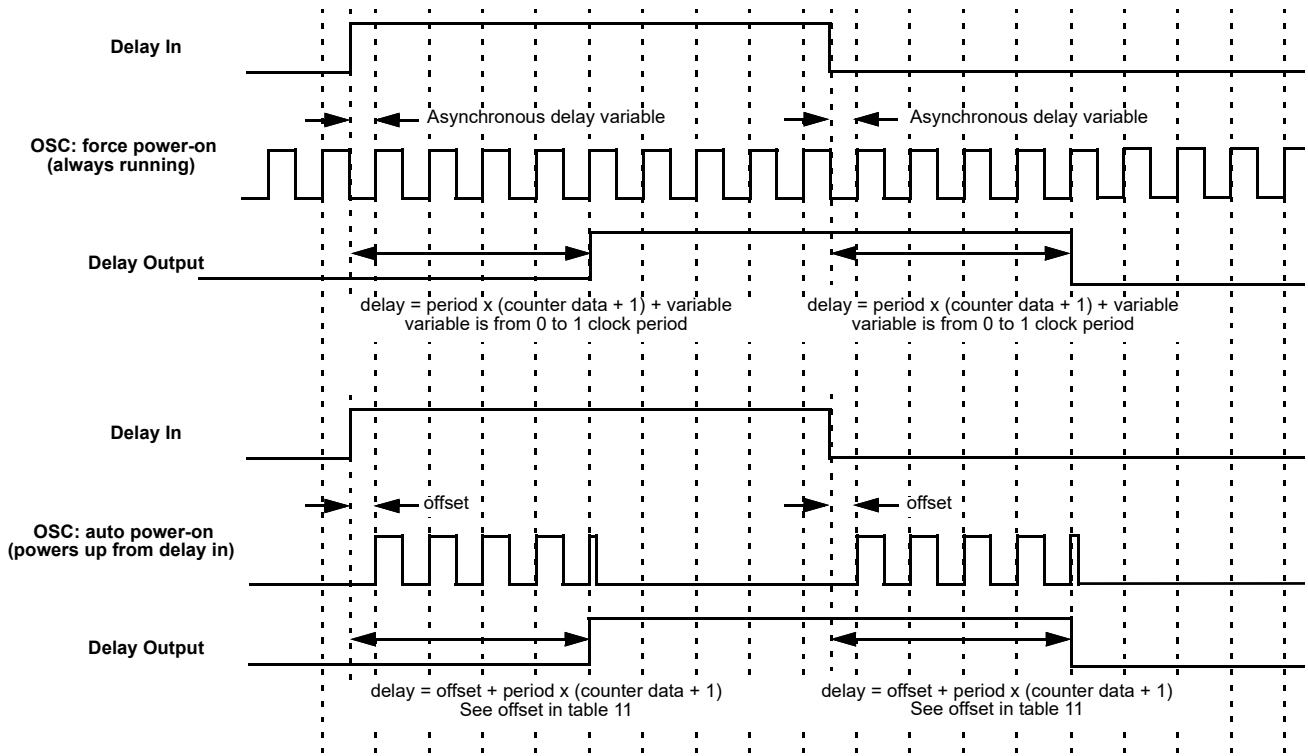 Delay In
Asynchronous delay variable
Asynchronous delay variable
OSC: force power-on
(always running)
Delay Output
delay = period x (counter data + 1) + variable
variable is from 0 to 1 clock period
delay = period x (counter data + 1) + variable
variable is from 0 to 1 clock period
Delay In
offset
offset
OSC: auto power-on
(powers up from delay in)
Delay Output
delay = offset + period x (counter data + 1)
See offset in table 11
delay = offset + period x (counter data + 1)
See offset in table 11